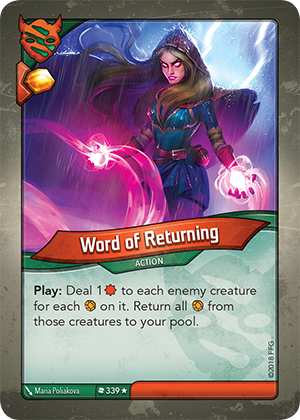 Word of Returning
ACTION
Play: Deal 1 to each enemy creature
for each on it. Return all from
those creatures to your pool.
©2018 FFG
Maria Poliakova
339 ★